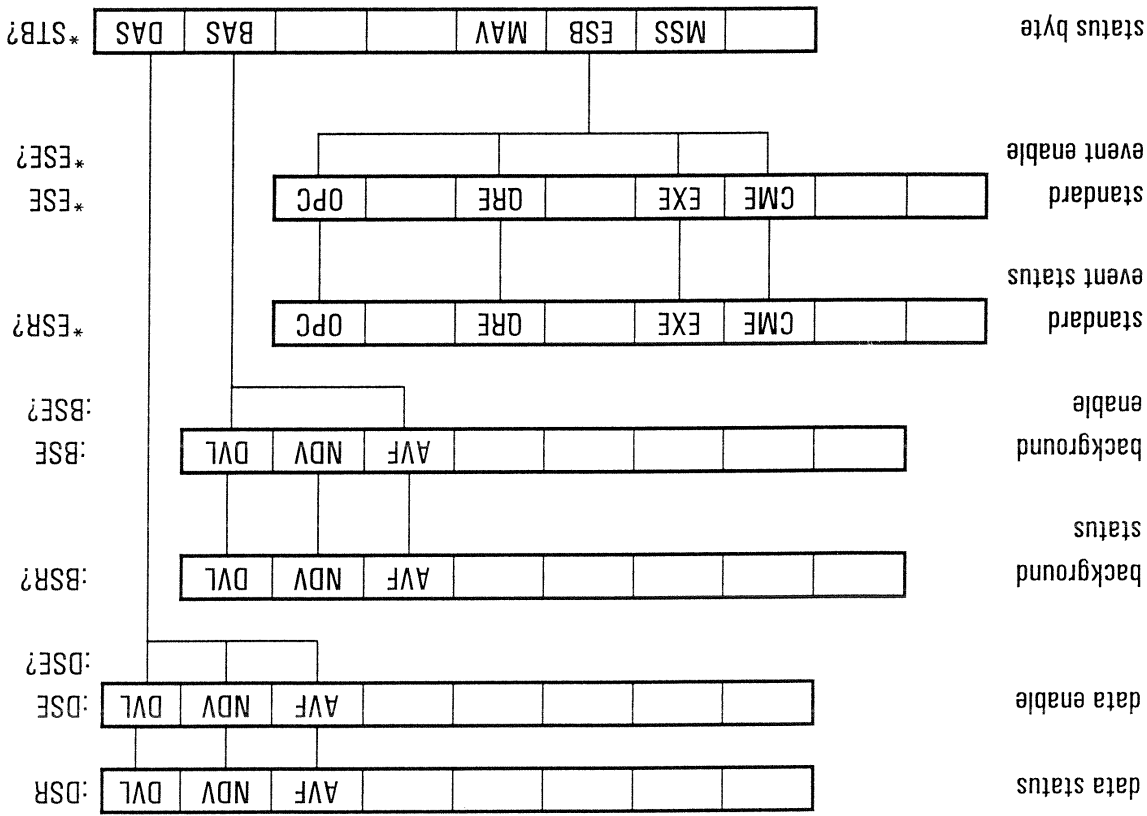 data status AVF NDV DVL :DSR
data enable AVF NDV DVL :DSE
:DSE?
background AVF NDV DVL :BSR?
status
background AVF NDV DVL :BSE
enable :BSE?
standard CME EXE QRE OPC *ESR?
event status
standard CME EXE QRE OPC *ESE
event enable *ESE?
status byte MSS ESB MAV BAS DAS *STB?